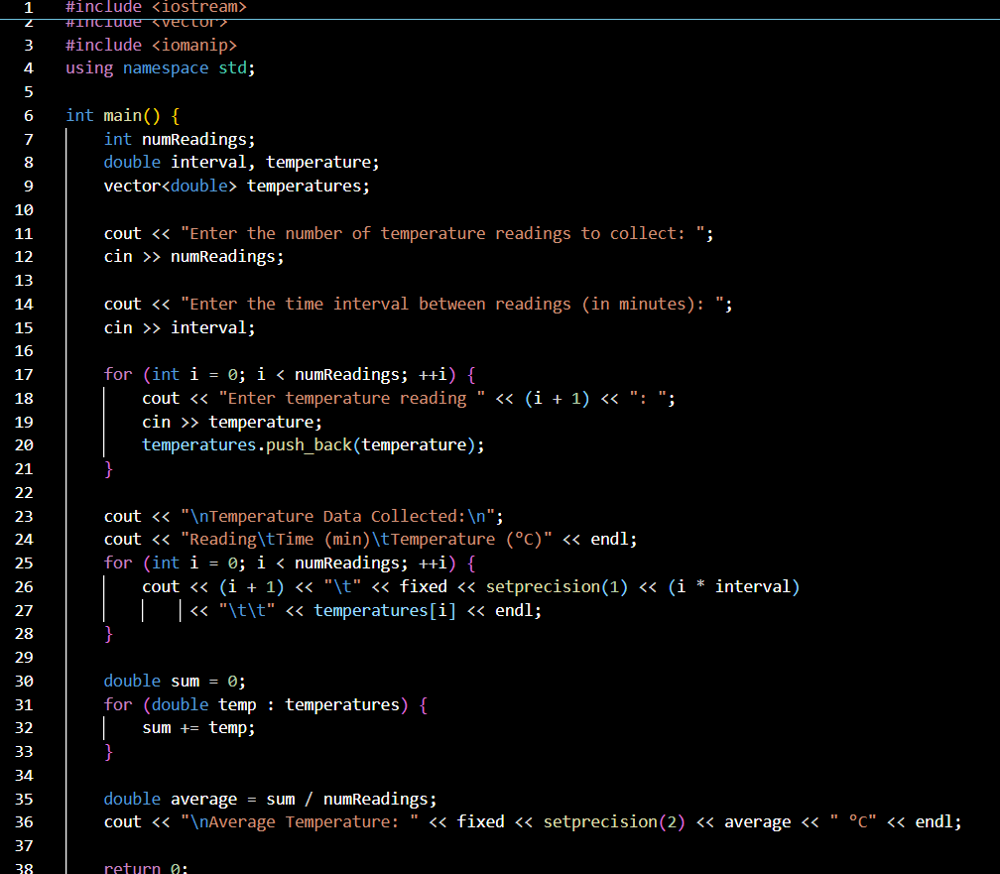 1 #include <iostream>
2 #include <vector>
3 #include <iomanip>
4 using namespace std;
5
6 int main() {
7     int numReadings;
8     double interval, temperature;
9     vector<double> temperatures;
10
11     cout << "Enter the number of temperature readings to collect: ";
12     cin >> numReadings;
13
14     cout << "Enter the time interval between readings (in minutes): ";
15     cin >> interval;
16
17     for (int i = 0; i < numReadings; ++i) {
18         cout << "Enter temperature reading " << (i + 1) << ": ";
19         cin >> temperature;
20         temperatures.push_back(temperature);
21     }
22
23     cout << "\nTemperature Data Collected:\n";
24     cout << "Reading\tTime (min)\tTemperature (ºC)" << endl;
25     for (int i = 0; i < numReadings; ++i) {
26         cout << (i + 1) << "\t" << fixed << setprecision(1) << (i * interval)
27             << "\t\t" << temperatures[i] << endl;
28     }
29
30     double sum = 0;
31     for (double temp : temperatures) {
32         sum += temp;
33     }
34
35     double average = sum / numReadings;
36     cout << "\nAverage Temperature: " << fixed << setprecision(2) << average << " ºC" << endl;
37
38     return 0;